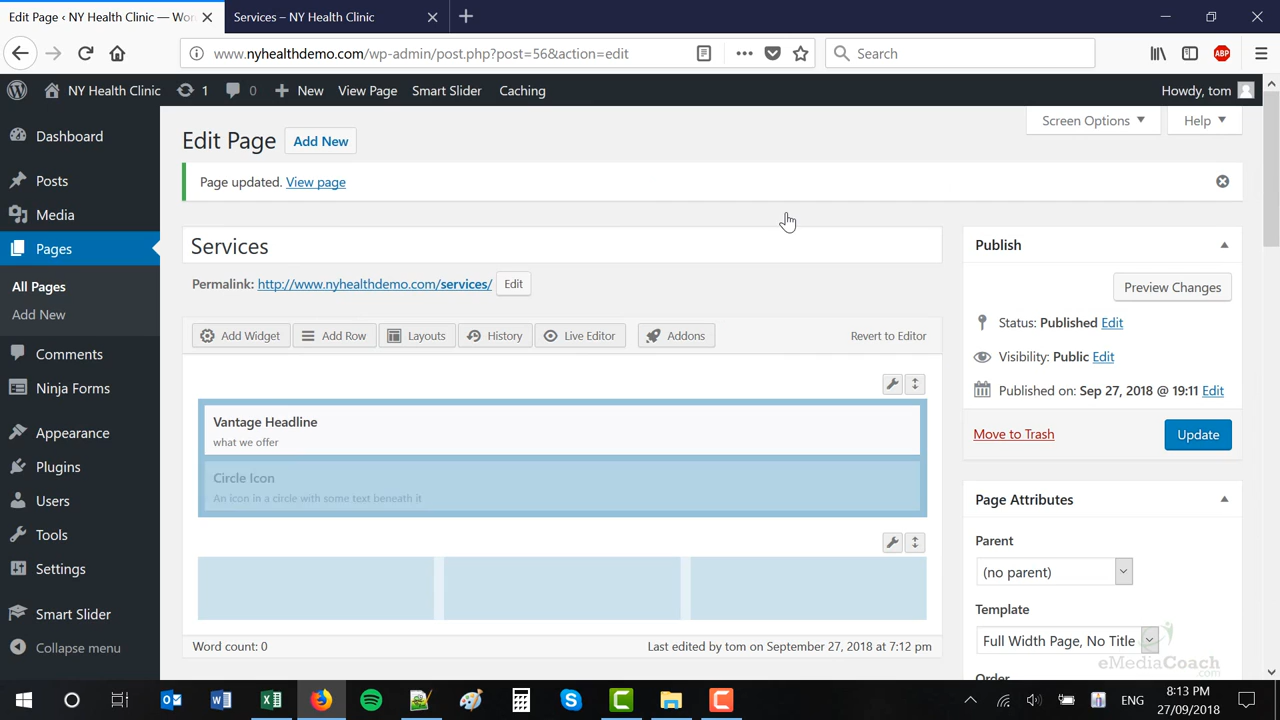 Edit Page ‹ NY Health Clinic — Wor
Services – NY Health Clinic
www.nyhealthdemo.com/wp-admin/post.php?post=56&action=edit
Search
ABP
NY Health Clinic
1
0
New
View Page
Smart Slider
Caching
Howdy, tom
Dashboard
Posts
Media
Pages
All Pages
Add New
Comments
Ninja Forms
Appearance
Plugins
Users
Tools
Settings
Smart Slider
Collapse menu
Screen Options
Help
Edit Page
Add New
Page updated. View page
Services
Permalink: http://www.nyhealthdemo.com/services/ Edit
Add Widget
Add Row
Layouts
History
Live Editor
Addons
Revert to Editor
Vantage Headline
what we offer
Circle Icon
An icon in a circle with some text beneath it
Word count: 0
Last edited by tom on September 27, 2018 at 7:12 pm
Publish
Preview Changes
Status: Published Edit
Visibility: Public Edit
Published on: Sep 27, 2018 @ 19:11 Edit
Move to Trash
Update
Page Attributes
Parent
(no parent)
Template
Full Width Page, No Title
Order
eMediaCoach
ENG
8:13 PM
27/09/2018